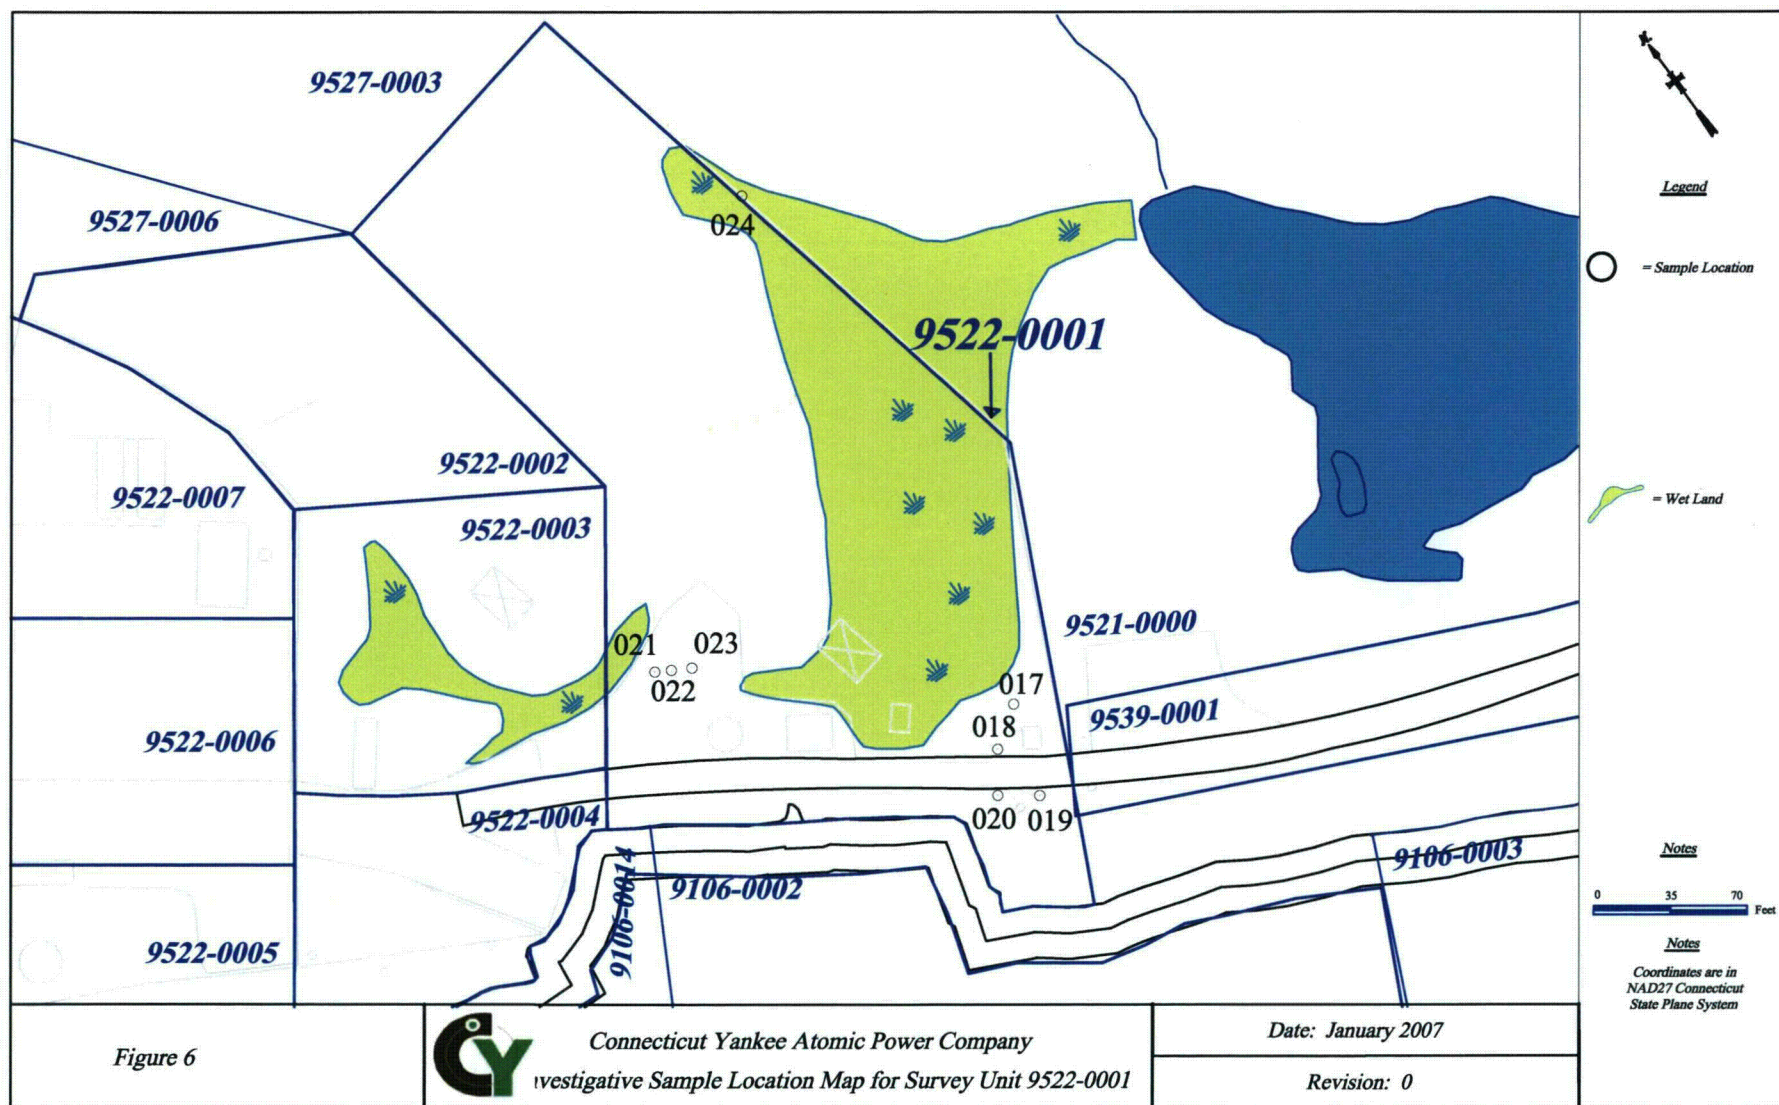 9527-0003
9527-0006
024
9522-0001
9522-0002
9522-0007
9522-0003
021
023
022
9521-0000
017
9539-0001
018
9522-0006
020
019
9522-0004
9106-0014
9106-0002
9106-0003
9522-0005
Legend
= Sample Location
= Wet Land
Notes
0 35 70
Feet
Notes
Coordinates are in
NAD27 Connecticut
State Plane System
Figure 6
CY
Connecticut Yankee Atomic Power Company
nvestigative Sample Location Map for Survey Unit 9522-0001
Date: January 2007
Revision: 0